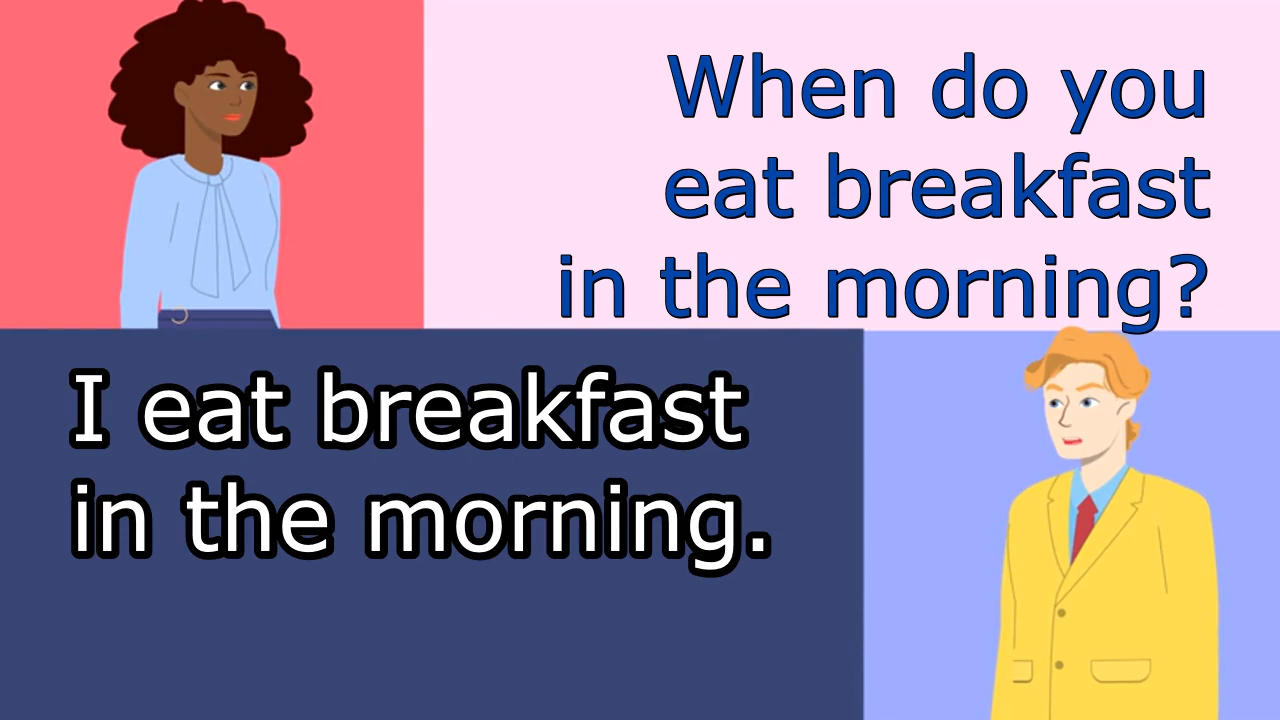 When do you
eat breakfast
in the morning?
I eat breakfast
in the morning.